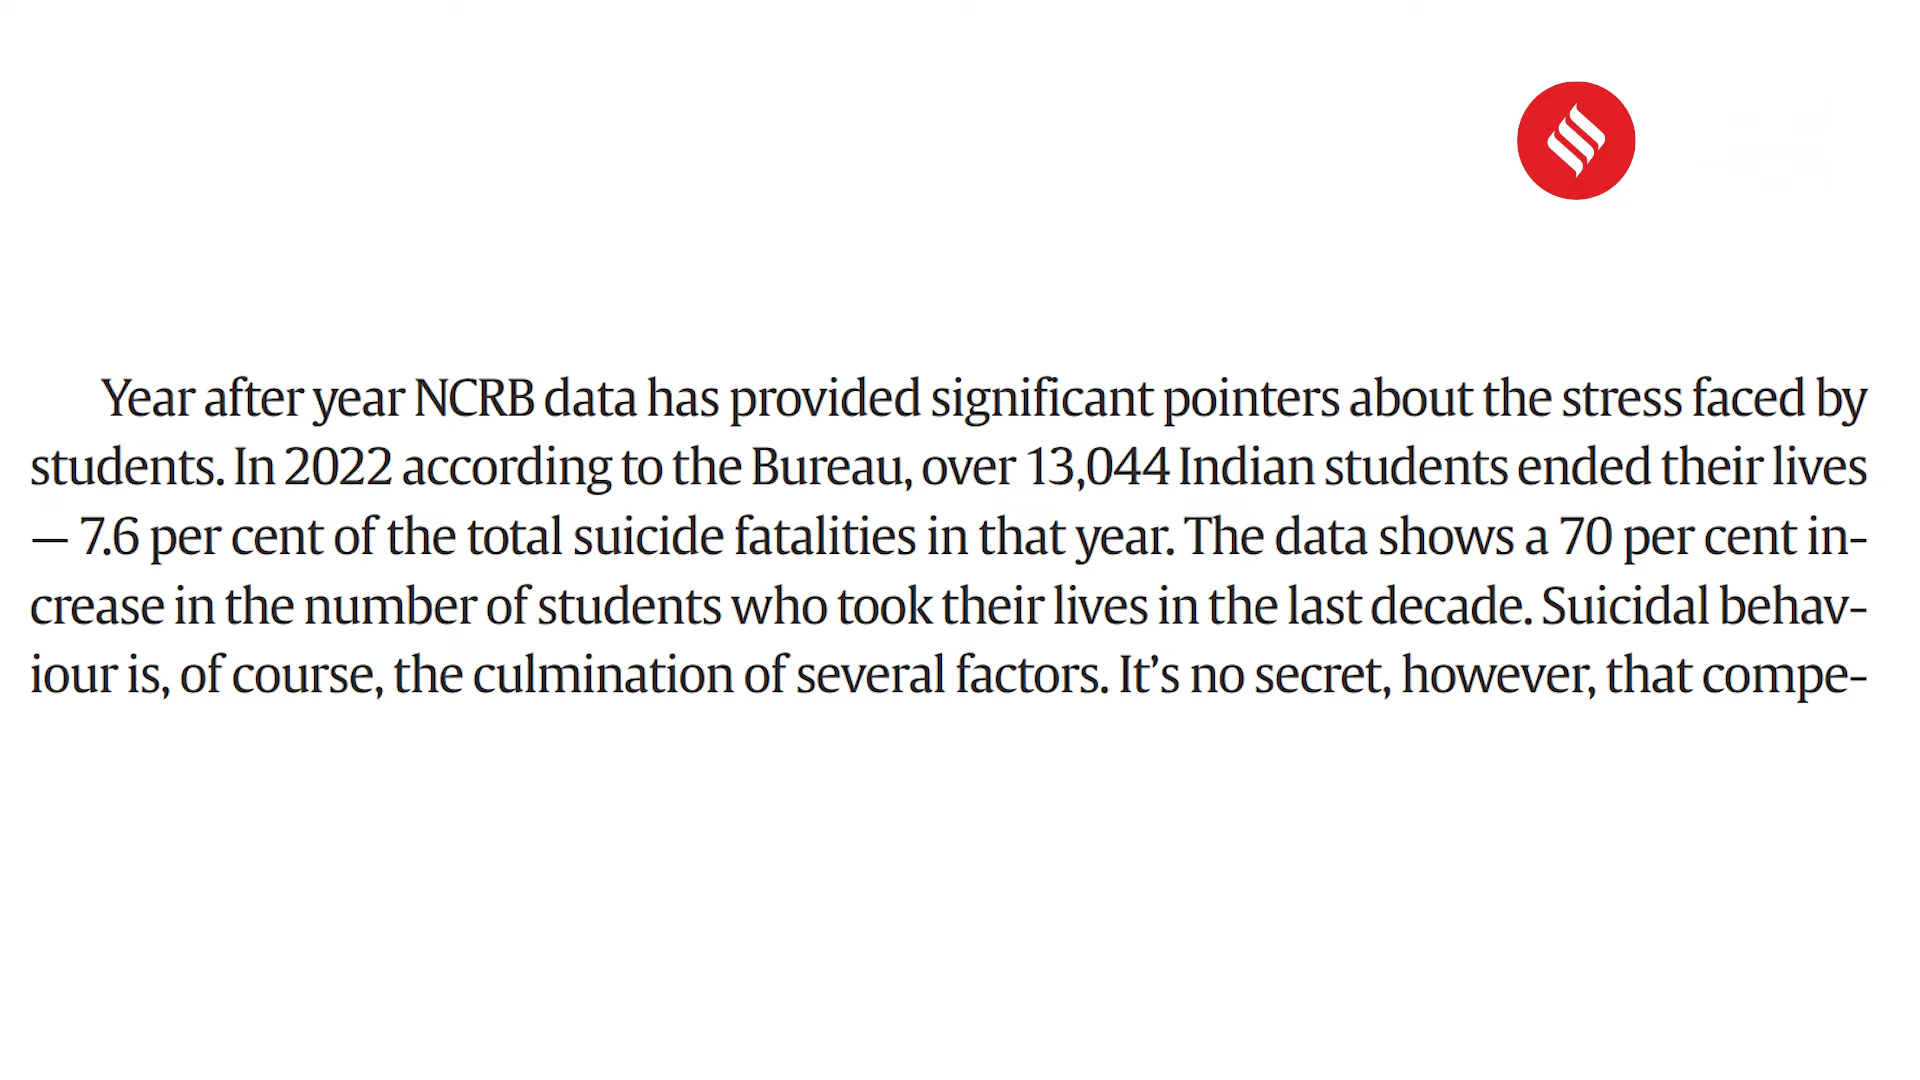 Year after year NCRB data has provided significant pointers about the stress faced by
students. In 2022 according to the Bureau, over 13,044 Indian students ended their lives
— 7.6 per cent of the total suicide fatalities in that year. The data shows a 70 per cent in-
crease in the number of students who took their lives in the last decade. Suicidal behav-
iour is, of course, the culmination of several factors. It’s no secret, however, that compe-